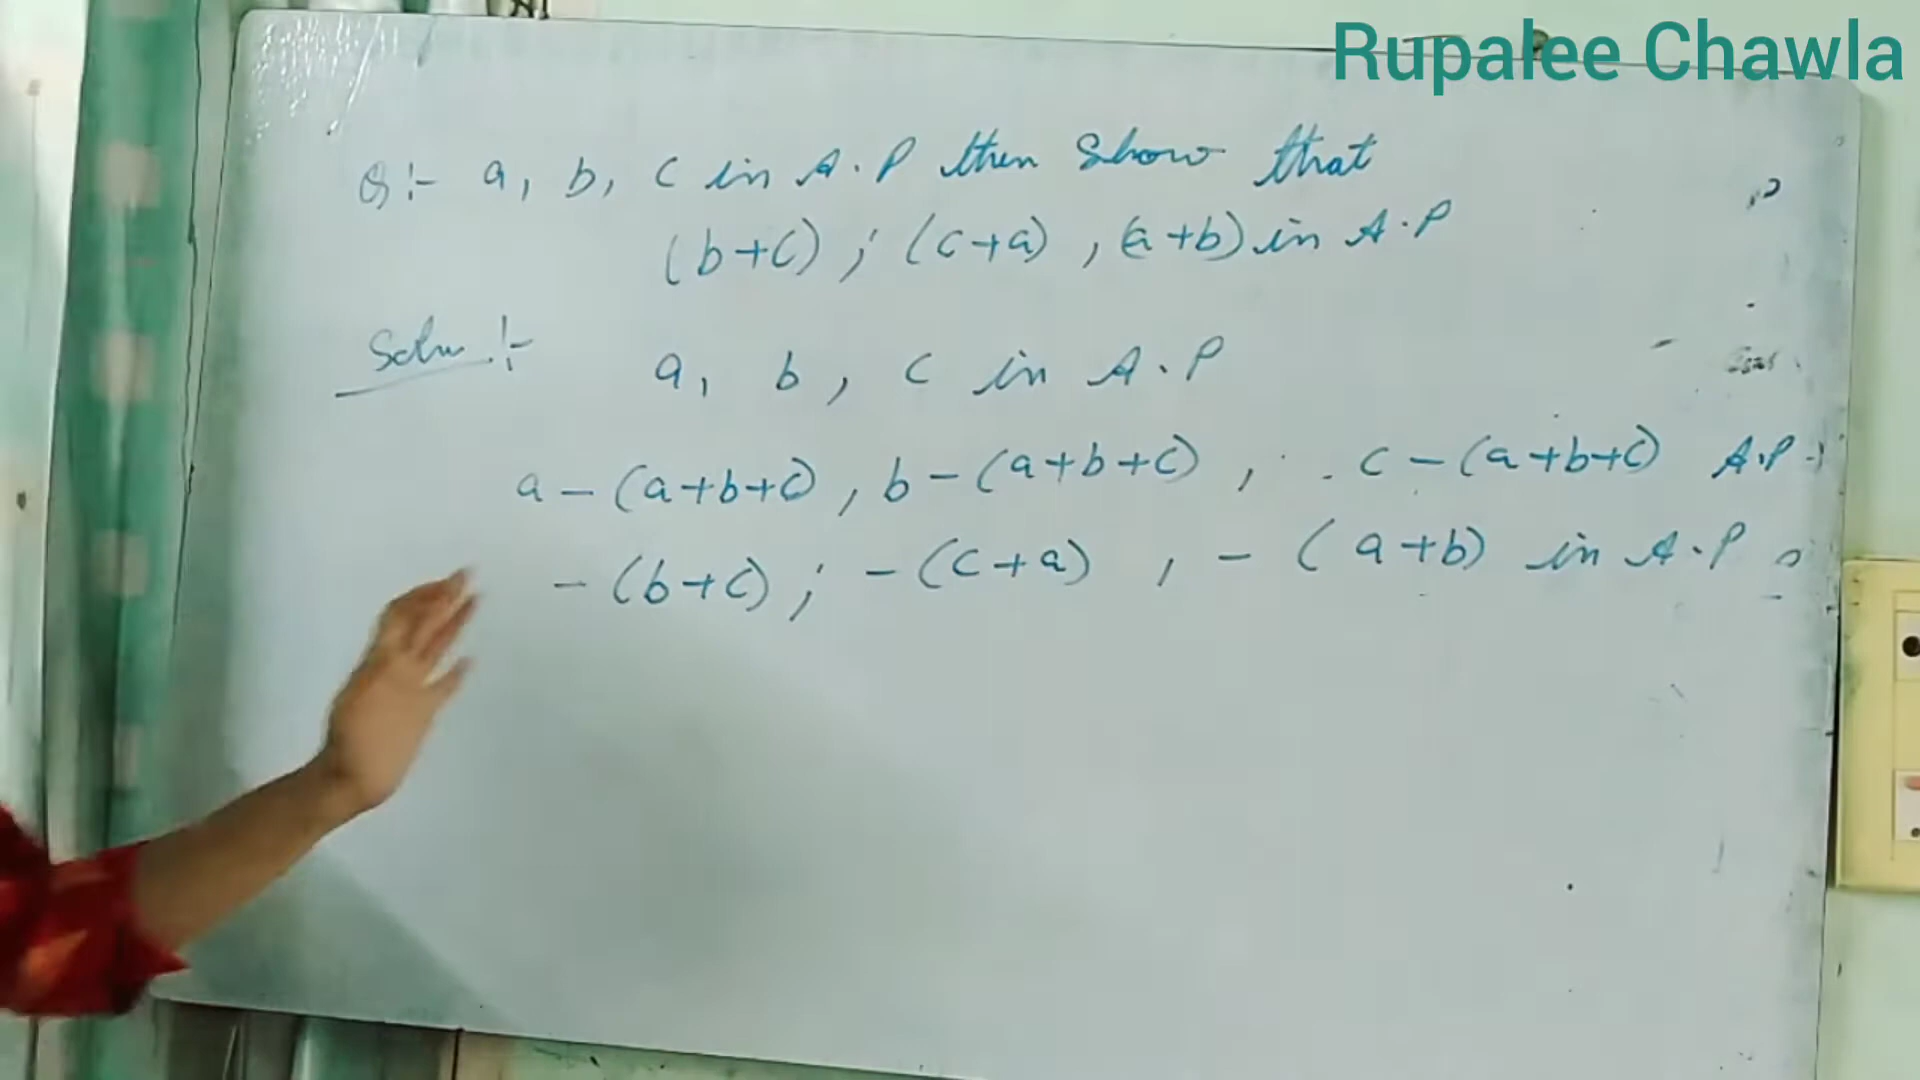 Rupalee Chawla
Q:- a, b, c in A.P then Show that
(b+c), (c+a), (a+b) in A.P
Soln:- a, b, c in A.P
a-(a+b+c), b-(a+b+c), c-(a+b+c) A.P
-(b+c), -(c+a), -(a+b) in A.P